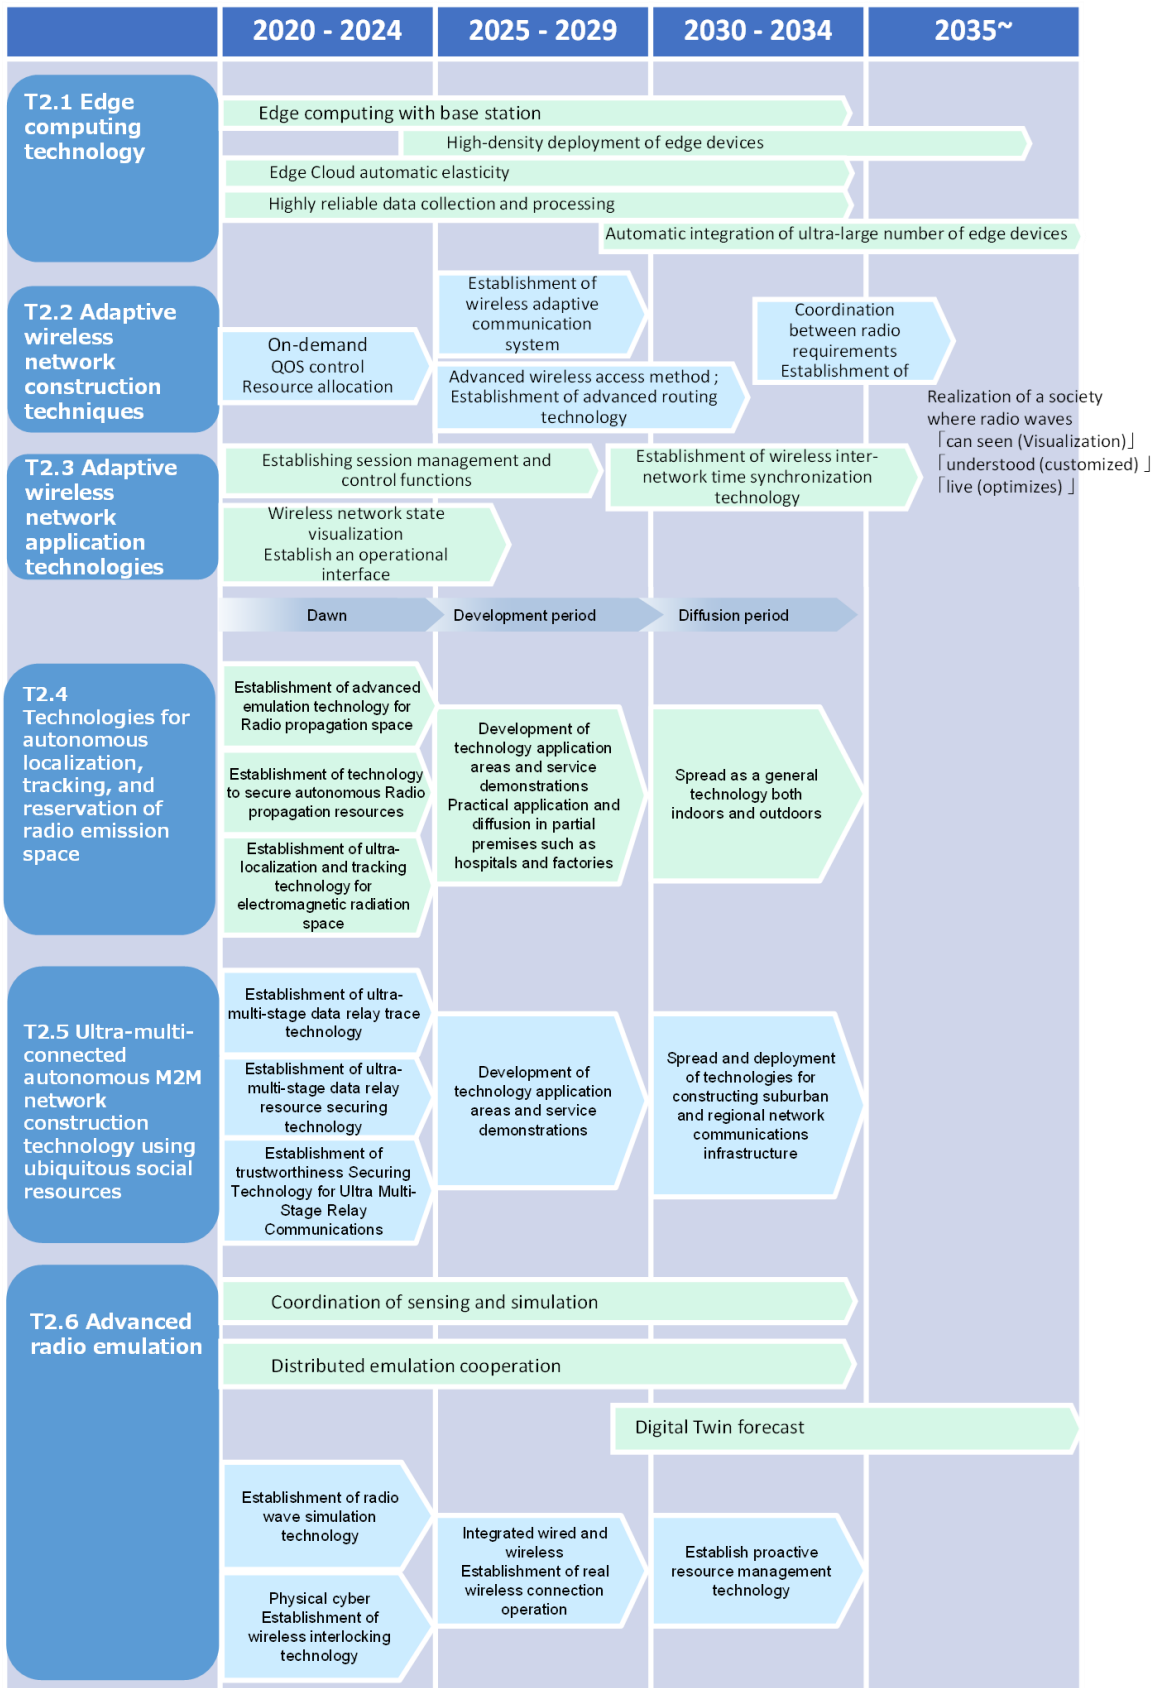 2020 - 2024
2025 - 2029
2030 - 2034
2035~
T2.1 Edge
computing
technology
Edge computing with base station
High-density deployment of edge devices
Edge Cloud automatic elasticity
Highly reliable data collection and processing
Automatic integration of ultra-large number of edge devices
T2.2 Adaptive
wireless
network
construction
techniques
On-demand
QOS control
Resource allocation
Establishment of
wireless adaptive
communication
system
Advanced wireless access method ;
Establishment of advanced routing
technology
Coordination
between radio
requirements
Establishment of
Realization of a society
where radio waves
「can seen (Visualization)」
「understood (customized) 」
「live (optimizes) 」
T2.3 Adaptive
wireless
network
application
technologies
Establishing session management and
control functions
Establishment of wireless inter-
network time synchronization
technology
Wireless network state
visualization
Establish an operational
interface
Dawn
Development period
Diffusion period
T2.4
Technologies for
autonomous
localization,
tracking, and
reservation of
radio emission
space
Establishment of advanced
emulation technology for
Radio propagation space
Establishment of technology
to secure autonomous Radio
propagation resources
Establishment of ultra-
localization and tracking
technology for
electromagnetic radiation
space
Development of
technology application
areas and service
demonstrations
Practical application and
diffusion in partial
premises such as
hospitals and factories
Spread as a general
technology both
indoors and outdoors
T2.5 Ultra-multi-
connected
autonomous M2M
network
construction
technology using
ubiquitous social
resources
Establishment of ultra-
multi-stage data relay trace
technology
Establishment of ultra-
multi-stage data relay
resource securing
technology
Establishment of
trustworthiness Securing
Technology for Ultra Multi-
Stage Relay
Communications
Development of
technology application
areas and service
demonstrations
Spread and deployment
of technologies for
constructing suburban
and regional network
communications
infrastructure
T2.6 Advanced
radio emulation
Coordination of sensing and simulation
Distributed emulation cooperation
Digital Twin forecast
Establishment of radio
wave simulation
technology
Physical cyber
Establishment of
wireless interlocking
technology
Integrated wired and
wireless
Establishment of real
wireless connection
operation
Establish proactive
resource management
technology